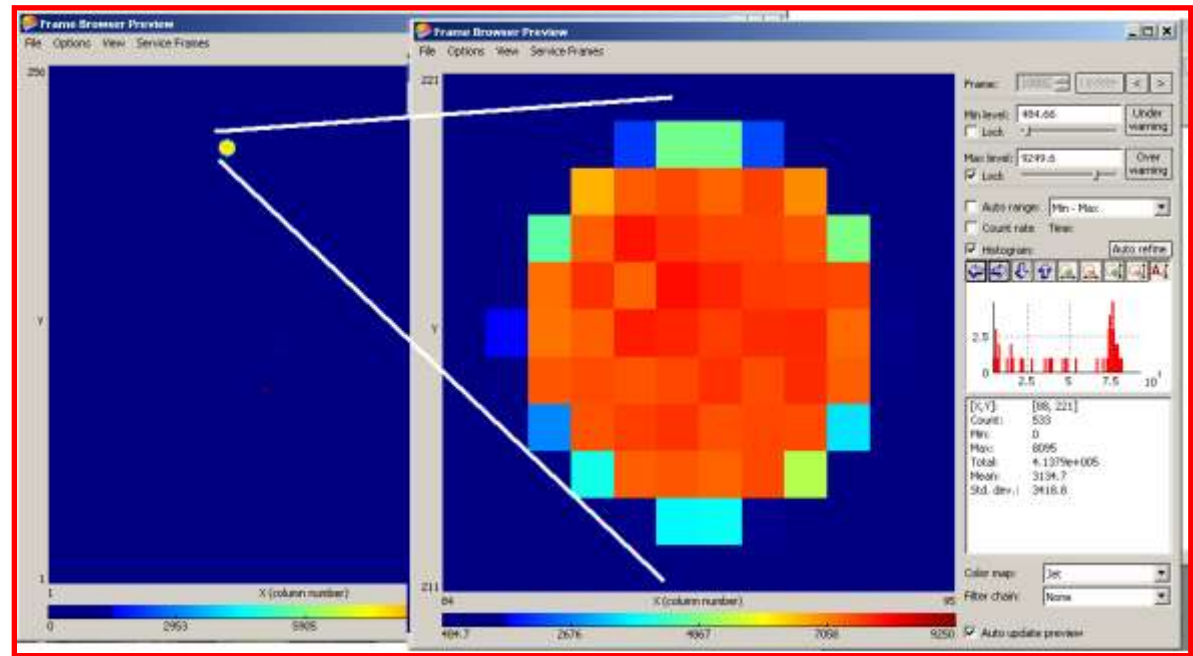 Frame Browser Preview
File Options View Service Frames
256
Y
1
1
X (column number)
0 2953 5905
Frame Browser Preview
File Options View Service Frames
221
Y
211
84
X (column number)
95
484.7 2676 4867 7058 9250
Frame:
< >
Min level: 484.66
Under warning
Lock
Max level: 9249.6
Over warning
Lock
Auto range: Min - Max
Count rate Time:
Histogram Auto refine
2.5
0
2.5 5 7.5 10
[X,Y]: [88, 221]
Count: 533
Min: 0
Max: 8095
Total: 4.1379e+005
Mean: 3134.7
Std. dev.: 3418.8
Color map: Jet
Filter chain: None
Auto update preview